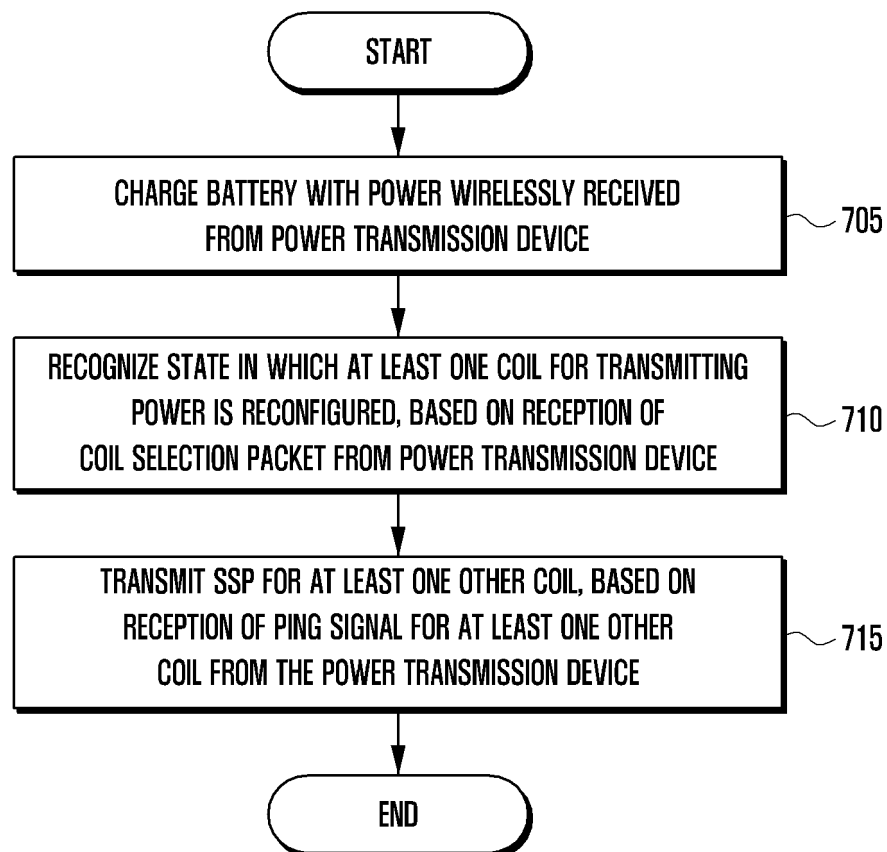 START
CHARGE BATTERY WITH POWER WIRELESSLY RECEIVED
FROM POWER TRANSMISSION DEVICE
705
RECOGNIZE STATE IN WHICH AT LEAST ONE COIL FOR TRANSMITTING
POWER IS RECONFIGURED, BASED ON RECEPTION OF
COIL SELECTION PACKET FROM POWER TRANSMISSION DEVICE
710
TRANSMIT SSP FOR AT LEAST ONE OTHER COIL, BASED ON
RECEPTION OF PING SIGNAL FOR AT LEAST ONE OTHER
COIL FROM THE POWER TRANSMISSION DEVICE
715
END